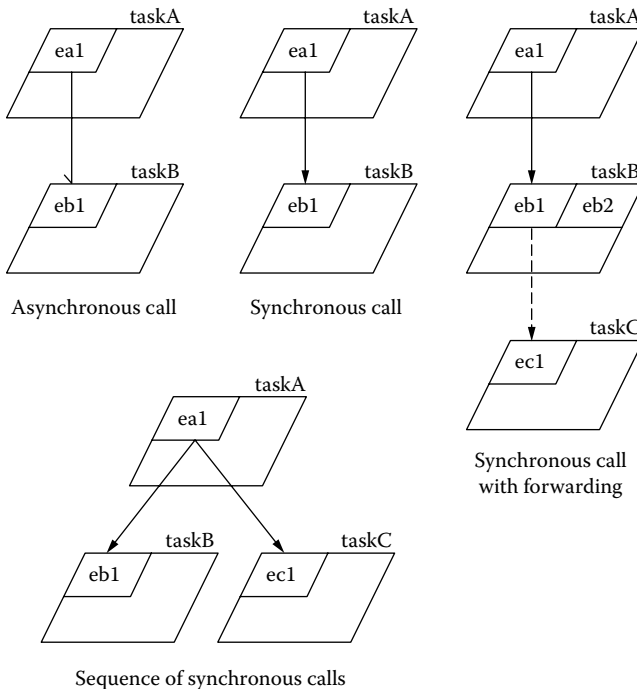 taskA
ea1
taskB
eb1
Asynchronous call
taskA
ea1
taskB
eb1
Synchronous call
taskA
ea1
taskB
eb1 eb2
taskC
ec1
Synchronous call
with forwarding
taskA
ea1
taskB
eb1
taskC
ec1
Sequence of synchronous calls